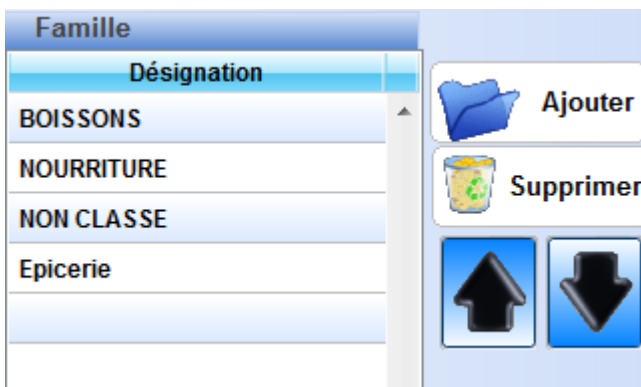 Famille
Désignation
BOISSONS
NOURRITURE
NON CLASSE
Epicerie
Ajouter
Supprimer